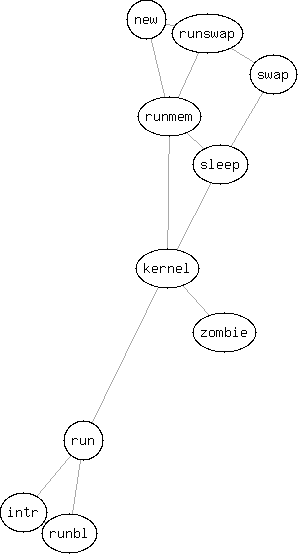 new
runswap
swap
runmem
sleep
kernel
zombie
run
intr
runbl